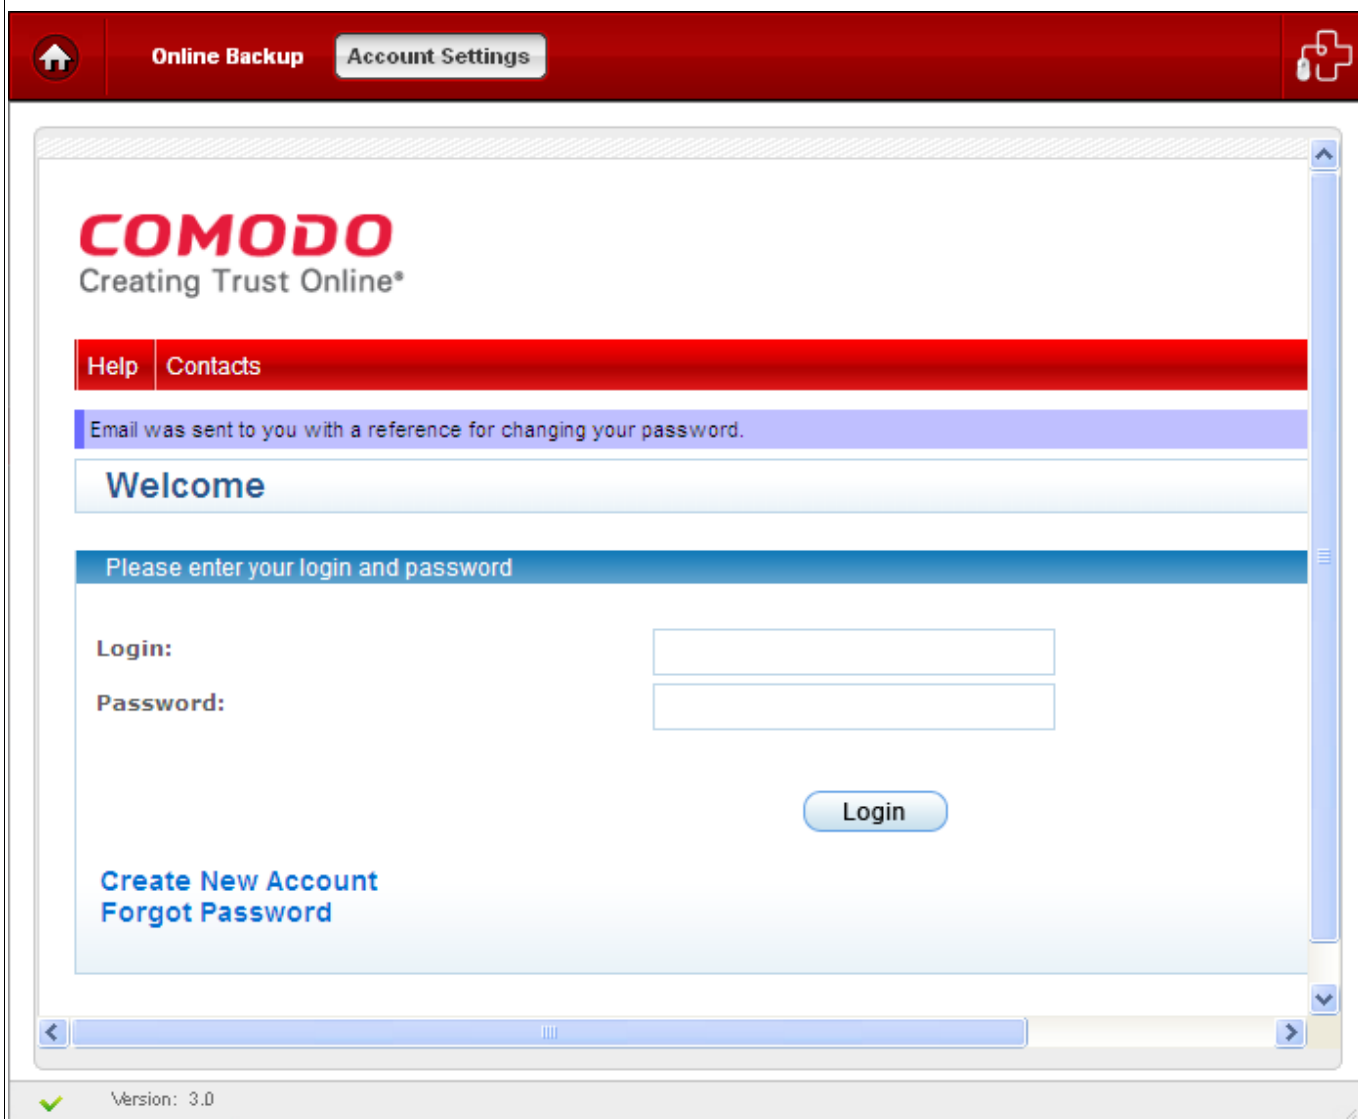 Online Backup Account Settings
COMODO
Creating Trust Online®
Help Contacts
Email was sent to you with a reference for changing your password.
Welcome
Please enter your login and password
Login:
Password:
Login
Create New Account
Forgot Password
Version: 3.0